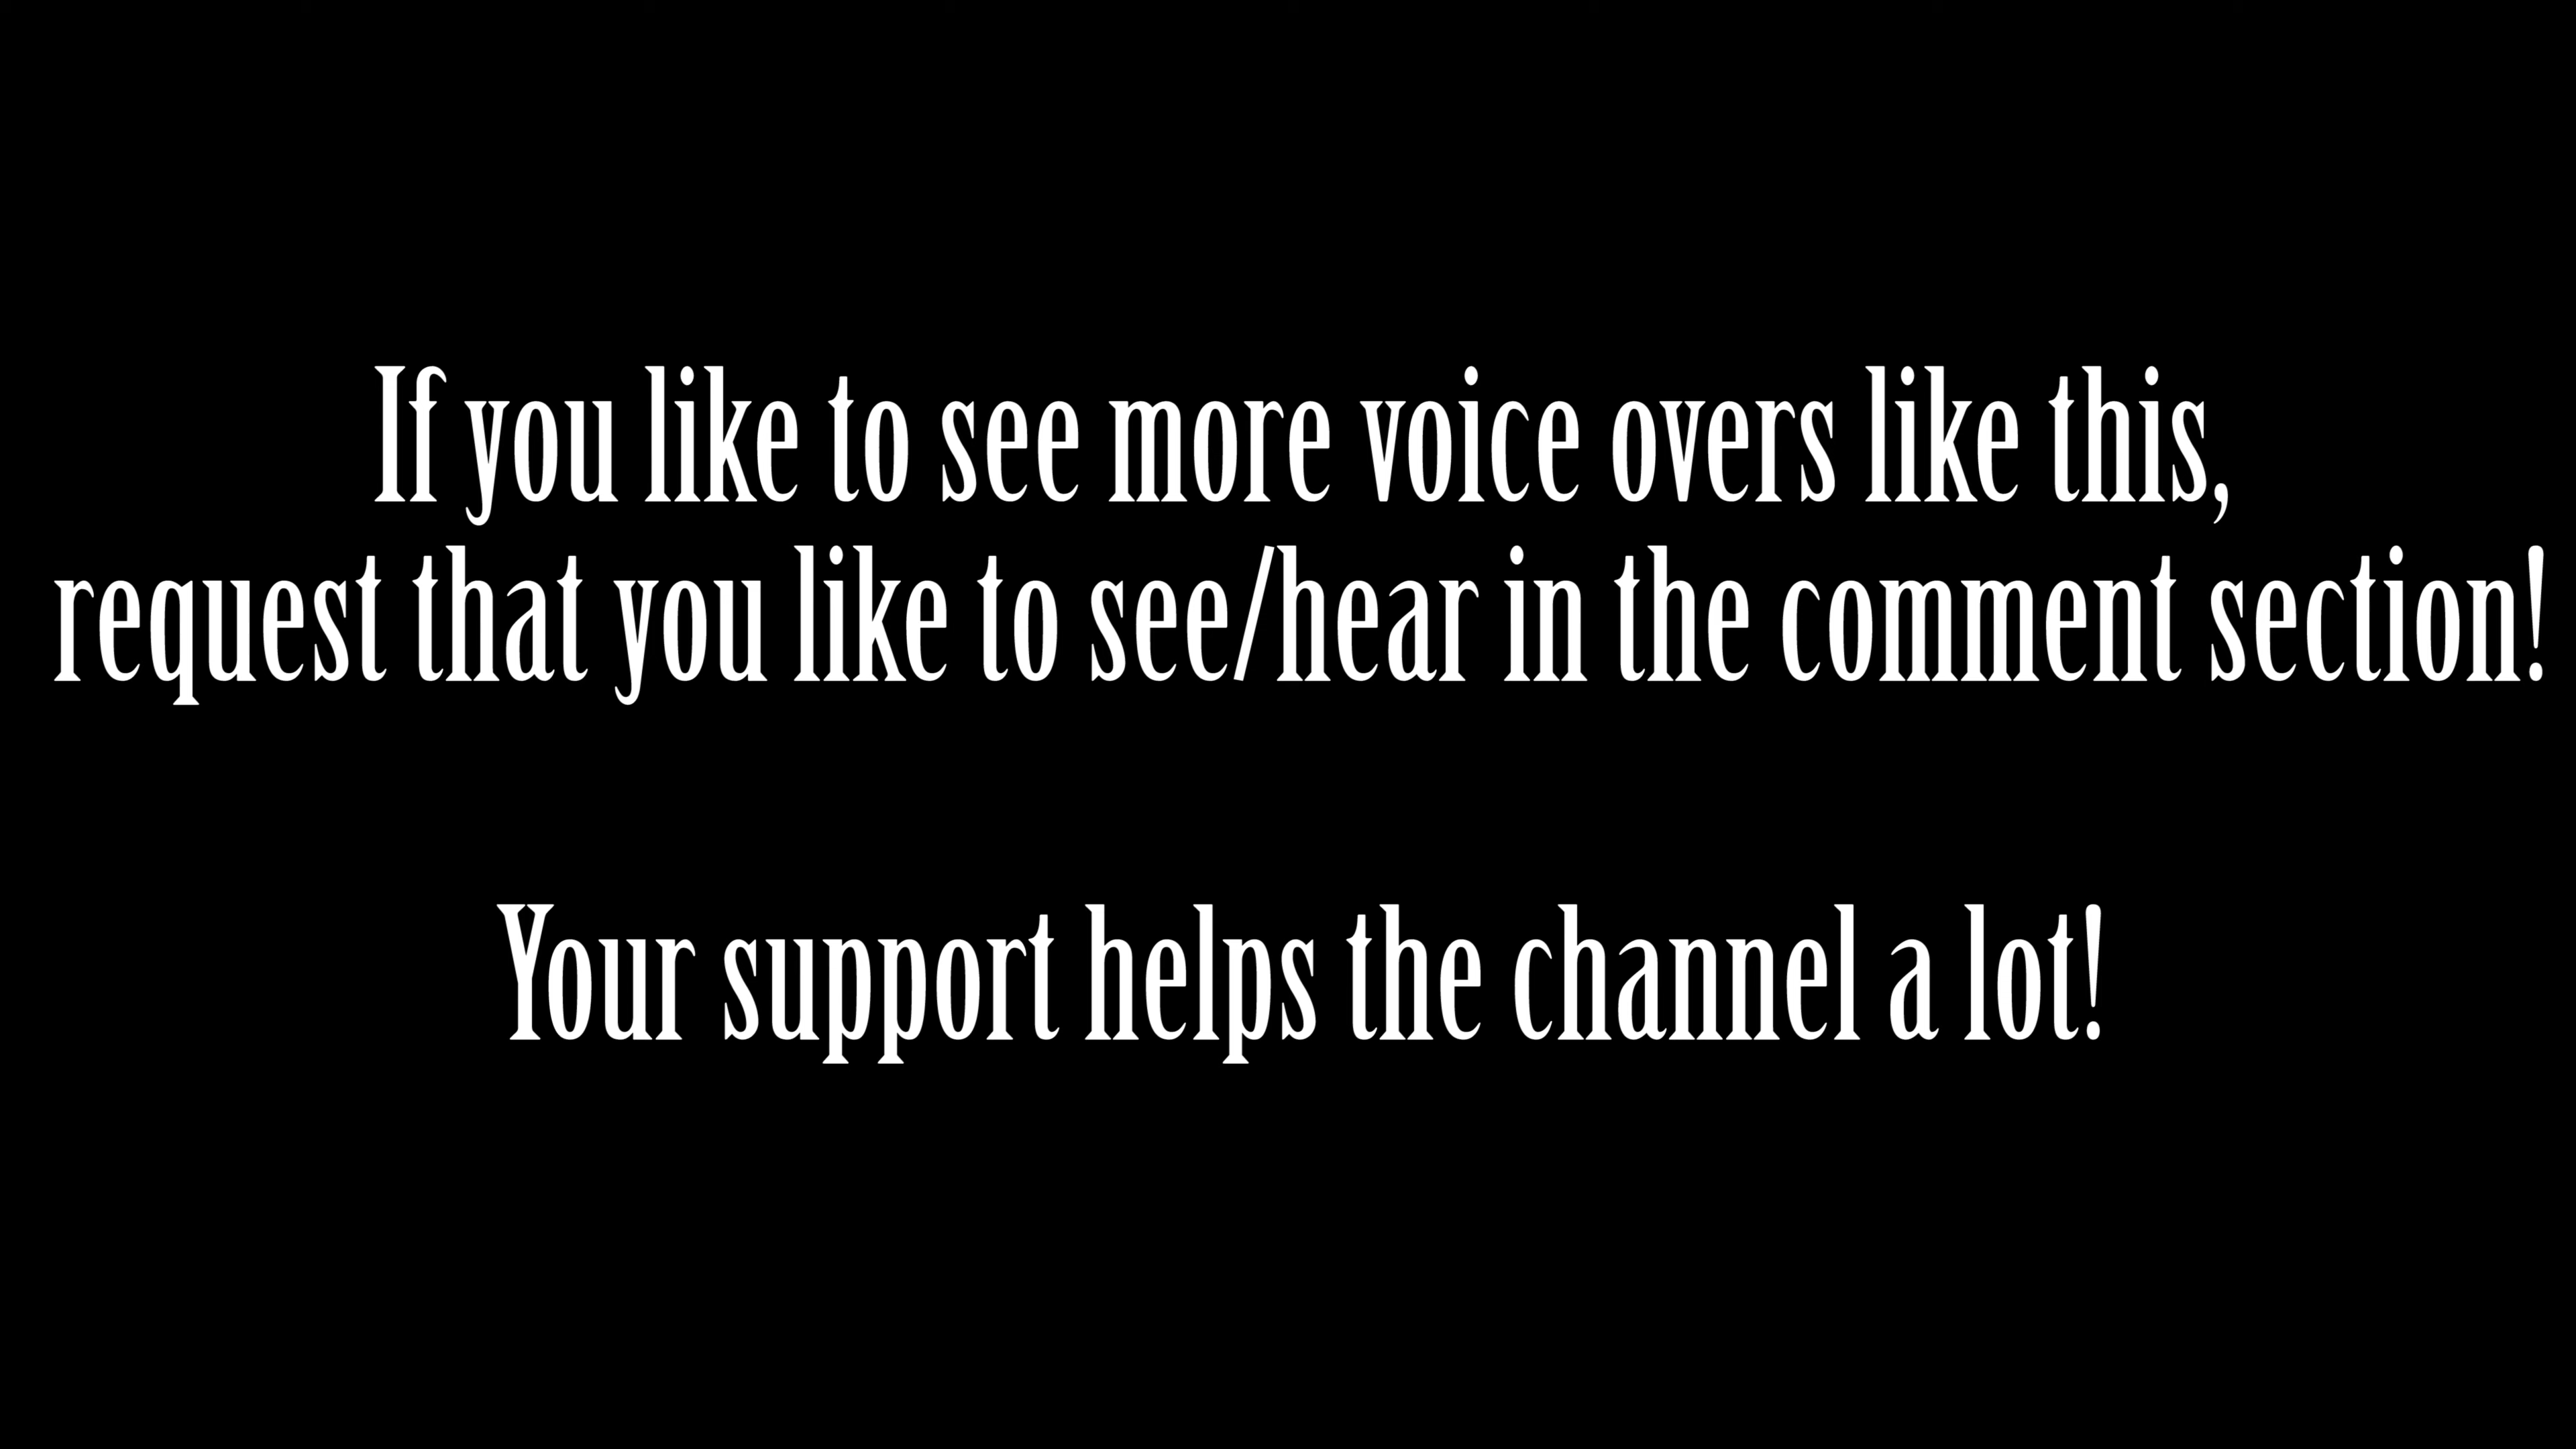 If you like to see more voice overs like this,
request that you like to see/hear in the comment section!
Your support helps the channel a lot!